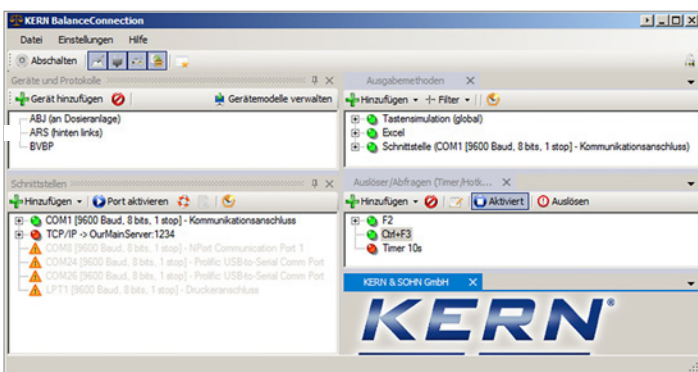 KERN BalanceConnection
Datei Einstellungen Hilfe
Abschalten
Geräte und Protokolle
Gerät hinzufügen Gerätemodelle verwalten
ABJ (an Dosieranlage)
ARS (hinten links)
BVBP
Ausgabemethoden
Hinzufügen Filter
Tastensimulation (global)
Excel
Schnittstelle (COM1 [9600 Baud, 8 bits, 1 stop] - Kommunikationsanschluss)
Schnittstellen
Hinzufügen Port aktivieren
COM1 [9600 Baud, 8 bits, 1 stop] - Kommunikationsanschluss
TCP/IP -> OurMainServer:1234
COM8 [9600 Baud, 8 bits, 1 stop] - NPort Communication Port 1
COM24 [9600 Baud, 8 bits, 1 stop] - Prolific USB-to-Serial Comm Port
COM26 [9600 Baud, 8 bits, 1 stop] - Prolific USB-to-Serial Comm Port
LPT1 [9600 Baud, 8 bits, 1 stop] - Druckeranschluss
Auslöser/Abfragen (Timer/Hotk...
Hinzufügen Aktiviert Auslösen
F2
Ctrl+F3
Timer 10s
KERN & SOHN GmbH
KERN®